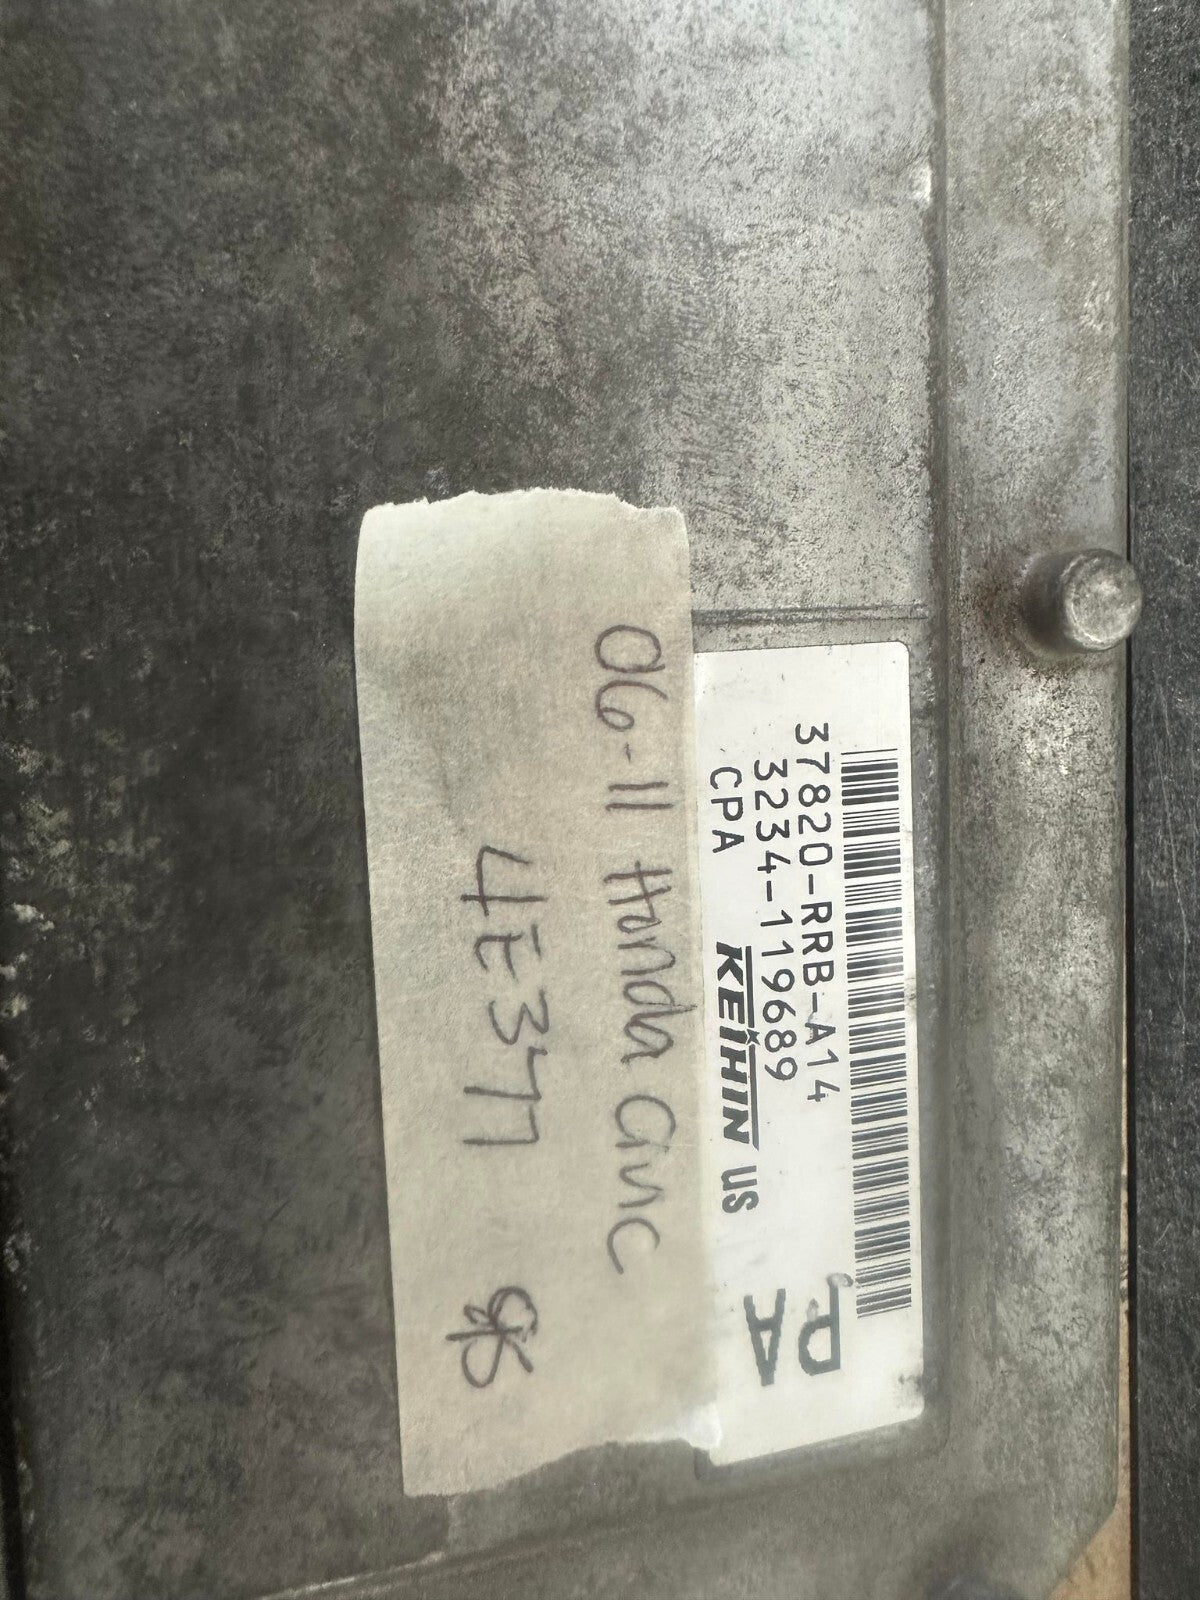 37820-RRB-A14
3234-119689
CPA KEIHIN US
PA
06-11 Honda Civic
4E377